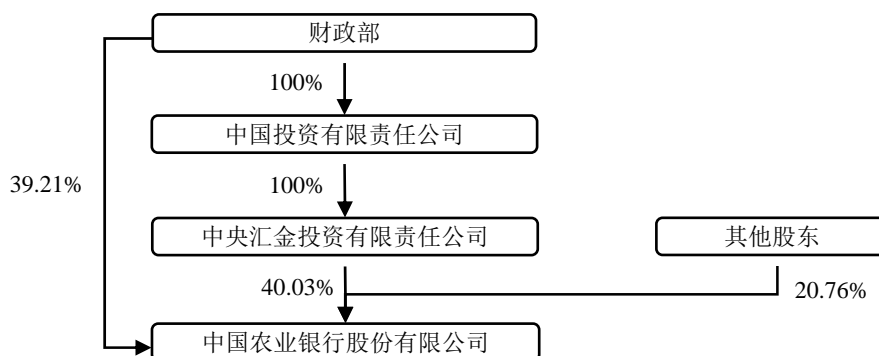 财政部
100%
中国投资有限责任公司
100%
39.21%
中央汇金投资有限责任公司
其他股东
40.03%
20.76%
中国农业银行股份有限公司